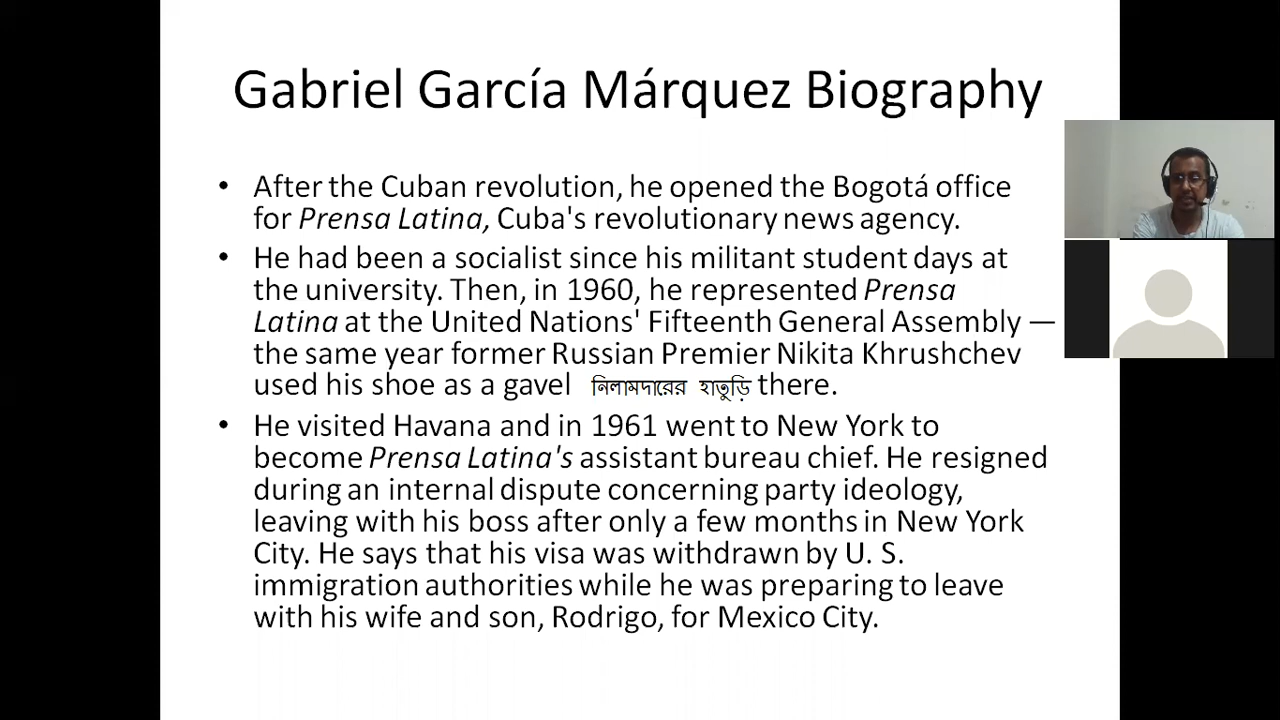 Gabriel García Márquez Biography
• After the Cuban revolution, he opened the Bogotá office
for Prensa Latina, Cuba's revolutionary news agency.
• He had been a socialist since his militant student days at
the university. Then, in 1960, he represented Prensa
Latina at the United Nations' Fifteenth General Assembly —
the same year former Russian Premier Nikita Khrushchev
used his shoe as a gavel নিলামদারের হাতুড়ি there.
• He visited Havana and in 1961 went to New York to
become Prensa Latina's assistant bureau chief. He resigned
during an internal dispute concerning party ideology,
leaving with his boss after only a few months in New York
City. He says that his visa was withdrawn by U. S.
immigration authorities while he was preparing to leave
with his wife and son, Rodrigo, for Mexico City.